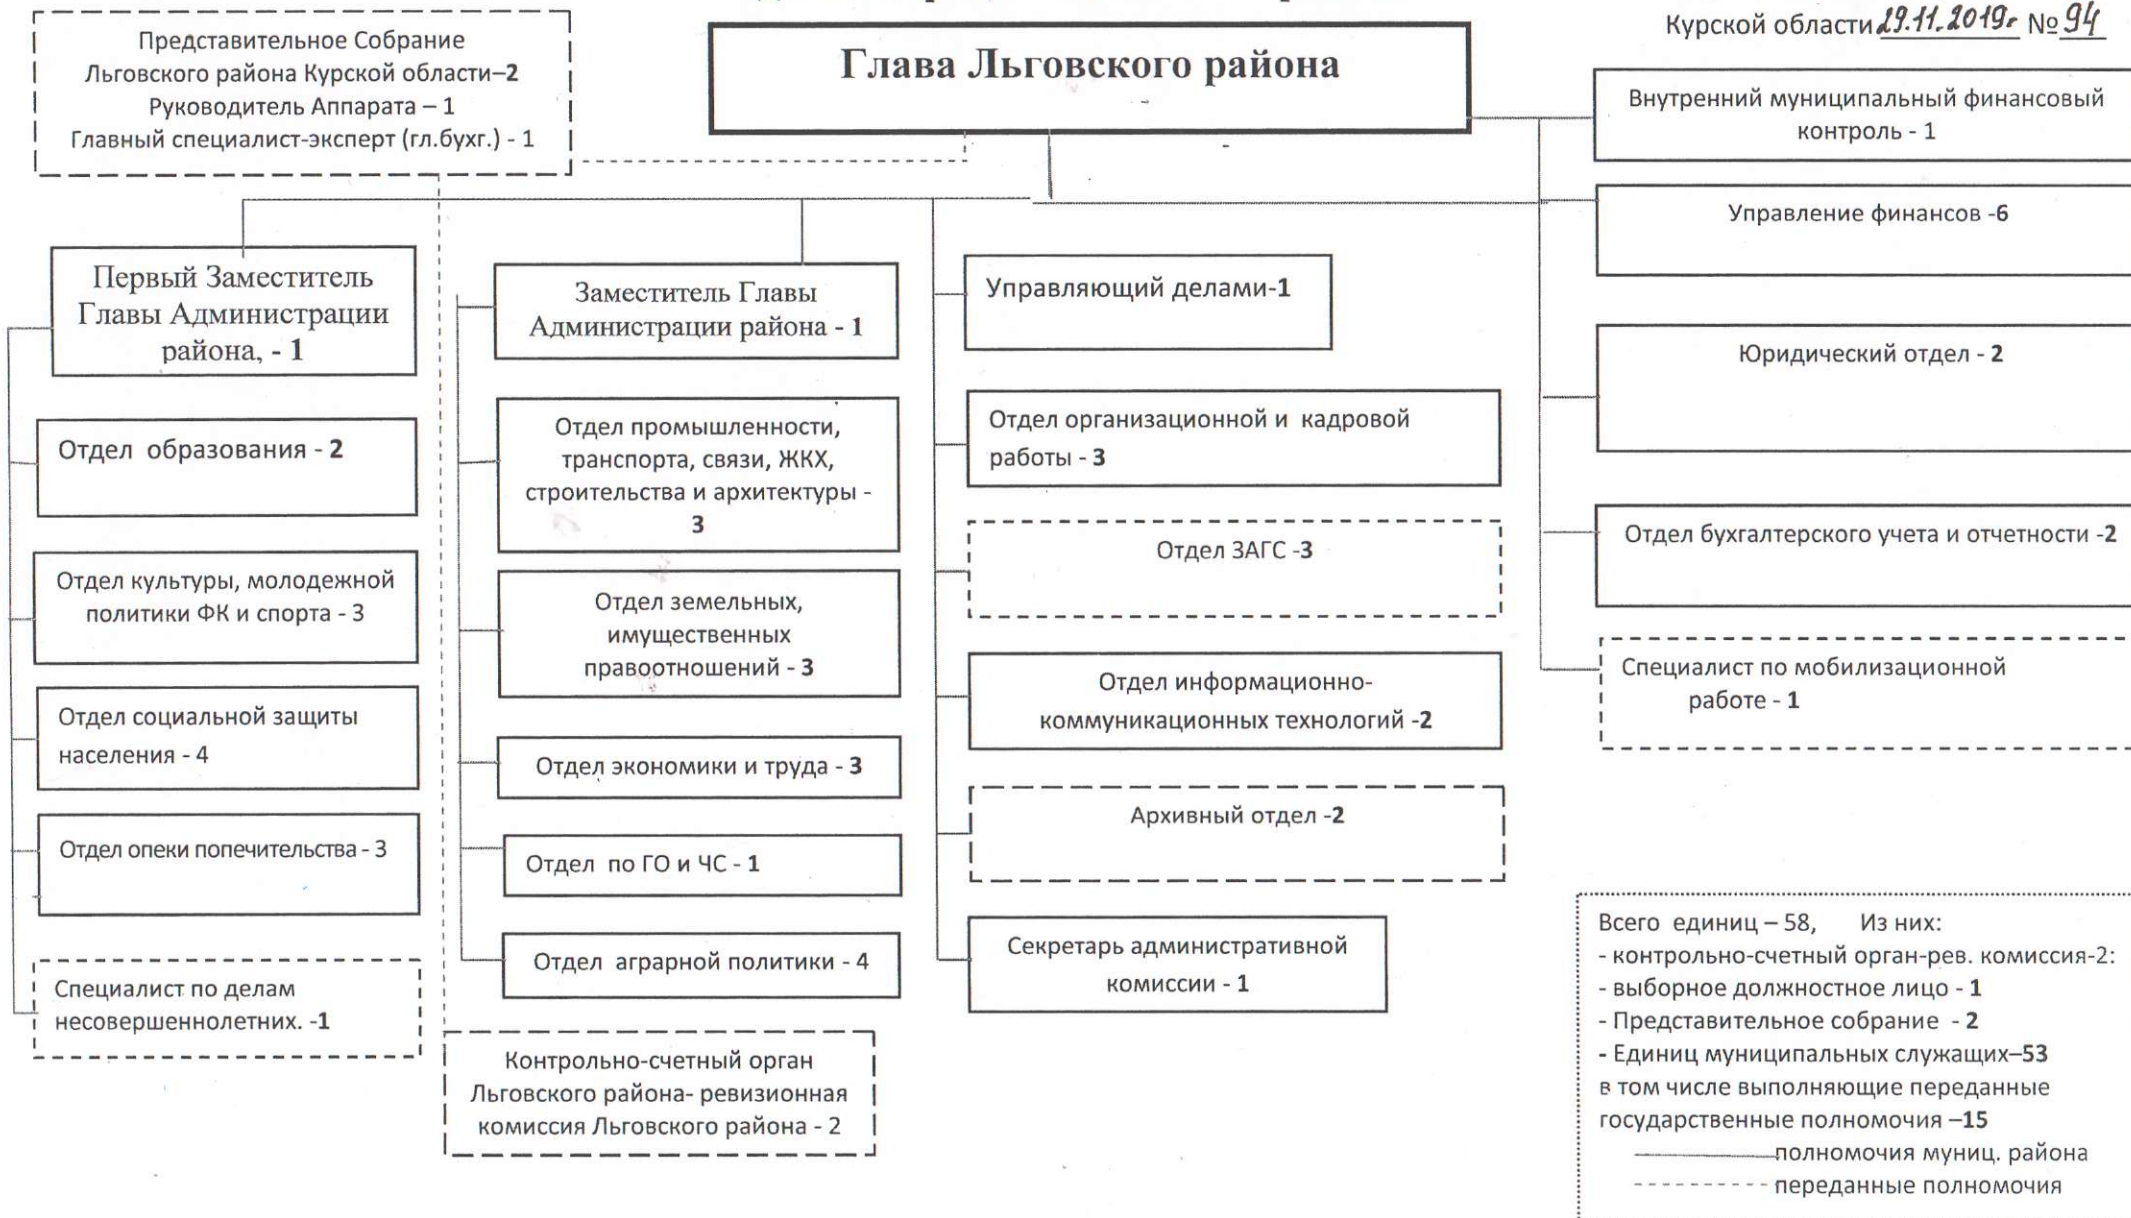 Курской области 29.11.2019г №94
Представительное Собрание
Льговского района Курской области–2
Руководитель Аппарата – 1
Главный специалист-эксперт (гл.бухг.) - 1
Глава Льговского района
Внутренний муниципальный финансовый
контроль - 1
Управление финансов -6
Юридический отдел - 2
Отдел бухгалтерского учета и отчетности -2
Специалист по мобилизационной
работе - 1
Первый Заместитель
Главы Администрации
района, - 1
Отдел образования - 2
Отдел культуры, молодежной
политики ФК и спорта - 3
Отдел социальной защиты
населения - 4
Отдел опеки попечительства - 3
Специалист по делам
несовершеннолетних. -1
Заместитель Главы
Администрации района - 1
Отдел промышленности,
транспорта, связи, ЖКХ,
строительства и архитектуры -
3
Отдел земельных,
имущественных
правоотношений - 3
Отдел экономики и труда - 3
Отдел по ГО и ЧС - 1
Отдел аграрной политики - 4
Контрольно-счетный орган
Льговского района- ревизионная
комиссия Льговского района - 2
Управляющий делами-1
Отдел организационной и кадровой
работы - 3
Отдел ЗАГС -3
Отдел информационно-
коммуникационных технологий -2
Архивный отдел -2
Секретарь административной
комиссии - 1
Всего единиц – 58, Из них:
- контрольно-счетный орган-рев. комиссия-2:
- выборное должностное лицо - 1
- Представительное собрание - 2
- Единиц муниципальных служащих–53
в том числе выполняющие переданные
государственные полномочия –15
полномочия муниц. района
переданные полномочия